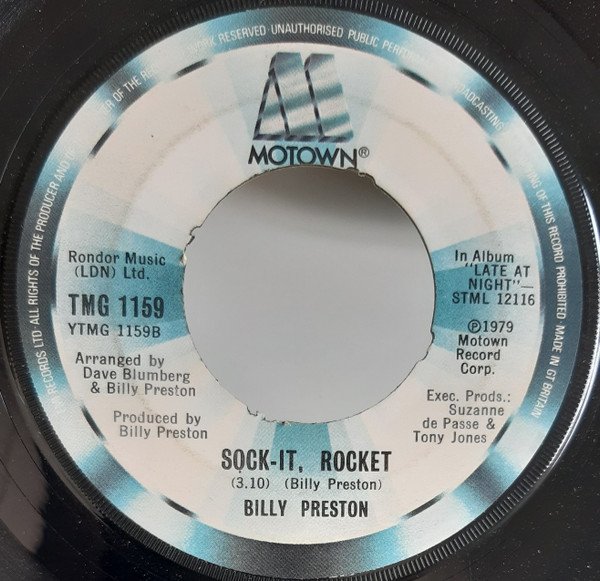 RECORDS LTD ALL RIGHTS OF THE PRODUCER AND
OF THE
WORK RESERVED UNAUTHORISED PUBLIC
OF THIS RECORD PROHIBITED MADE IN GT BRITAIN
MOTOWN®
Rondor Music
(LDN) Ltd.
TMG 1159
YTMG 1159B
Arranged by
Dave Blumberg
& Billy Preston
Produced by
Billy Preston
In Album
"LATE AT
NIGHT"—
STML 12116
℗1979
Motown
Record
Corp.
Exec. Prods.:
Suzanne
de Passe &
Tony Jones
SOCK-IT, ROCKET
(3.10) (Billy Preston)
BILLY PRESTON